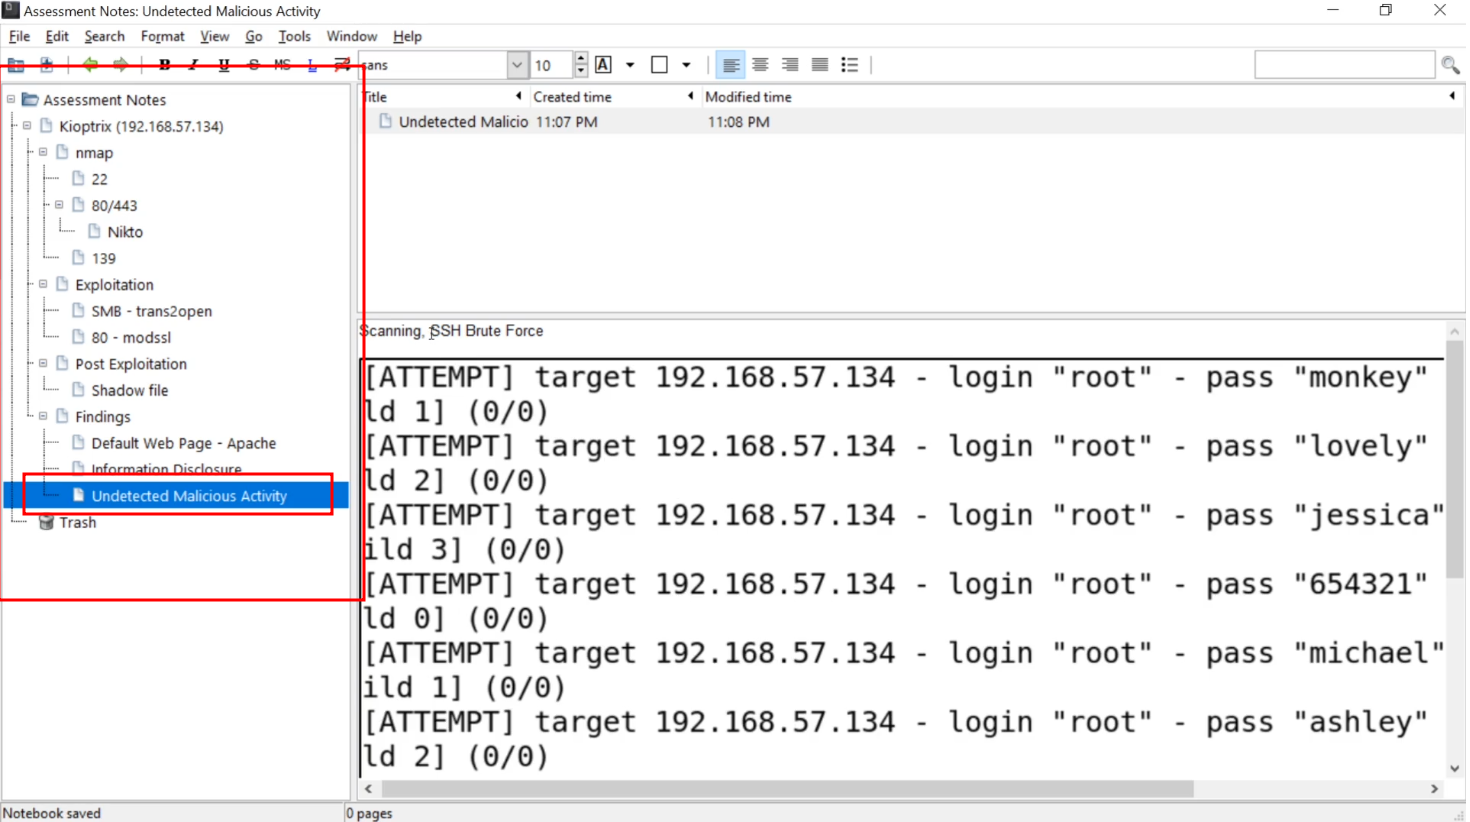 Assessment Notes: Undetected Malicious Activity
File Edit Search Format View Go Tools Window Help
B I U S MS L sans 10 A
Assessment Notes
Kioptrix (192.168.57.134)
nmap
22
80/443
Nikto
139
Exploitation
SMB - trans2open
80 - modssl
Post Exploitation
Shadow file
Findings
Default Web Page - Apache
Information Disclosure
Undetected Malicious Activity
Trash
Title Created time Modified time
Undetected Malicio 11:07 PM 11:08 PM
Scanning, SSH Brute Force
[ATTEMPT] target 192.168.57.134 - login "root" - pass "monkey"
ld 1] (0/0)
[ATTEMPT] target 192.168.57.134 - login "root" - pass "lovely"
ld 2] (0/0)
[ATTEMPT] target 192.168.57.134 - login "root" - pass "jessica"
ild 3] (0/0)
[ATTEMPT] target 192.168.57.134 - login "root" - pass "654321"
ld 0] (0/0)
[ATTEMPT] target 192.168.57.134 - login "root" - pass "michael"
ild 1] (0/0)
[ATTEMPT] target 192.168.57.134 - login "root" - pass "ashley"
ld 2] (0/0)
Notebook saved 0 pages